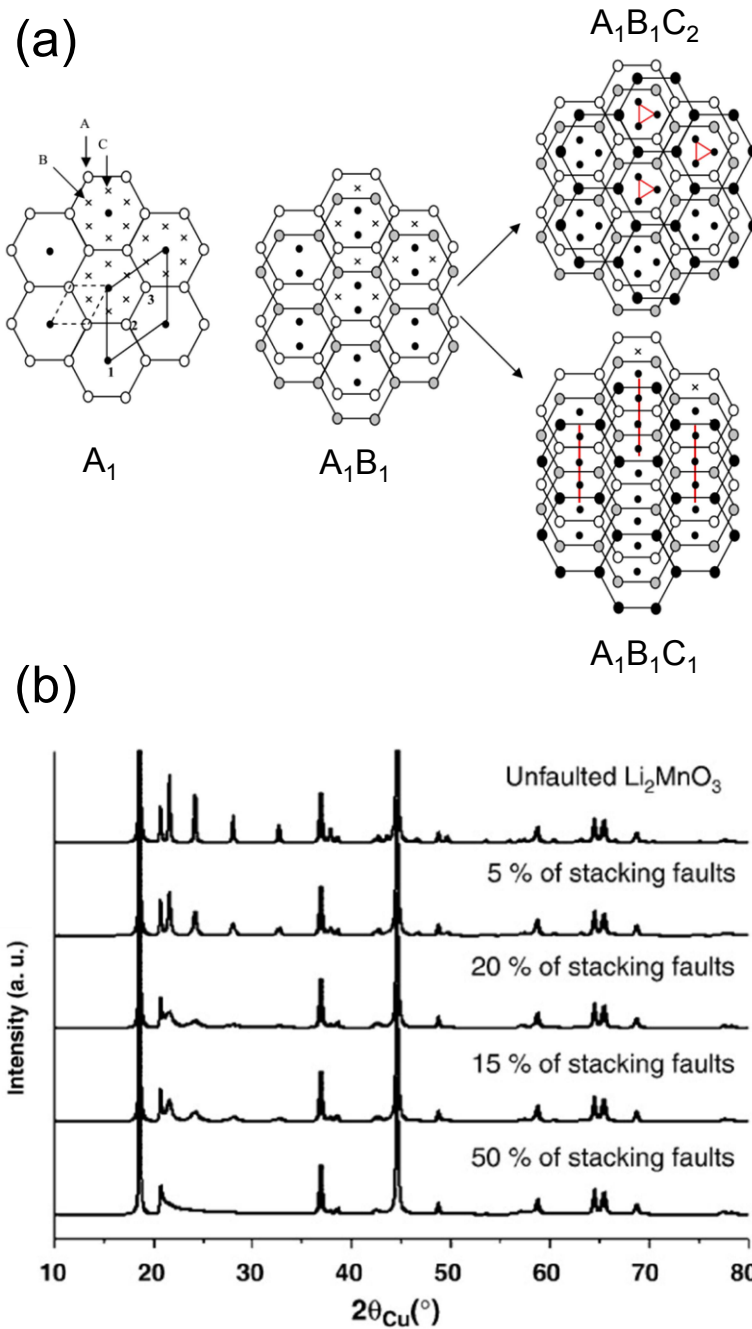 (a)
A₁B₁C₂
A
C
B
3
2
1
A₁
A₁B₁
A₁B₁C₁
(b)
Unfaulted Li₂MnO₃
5 % of stacking faults
20 % of stacking faults
15 % of stacking faults
50 % of stacking faults
Intensity (a. u.)
10 20 30 40 50 60 70 80
2θCu(°)